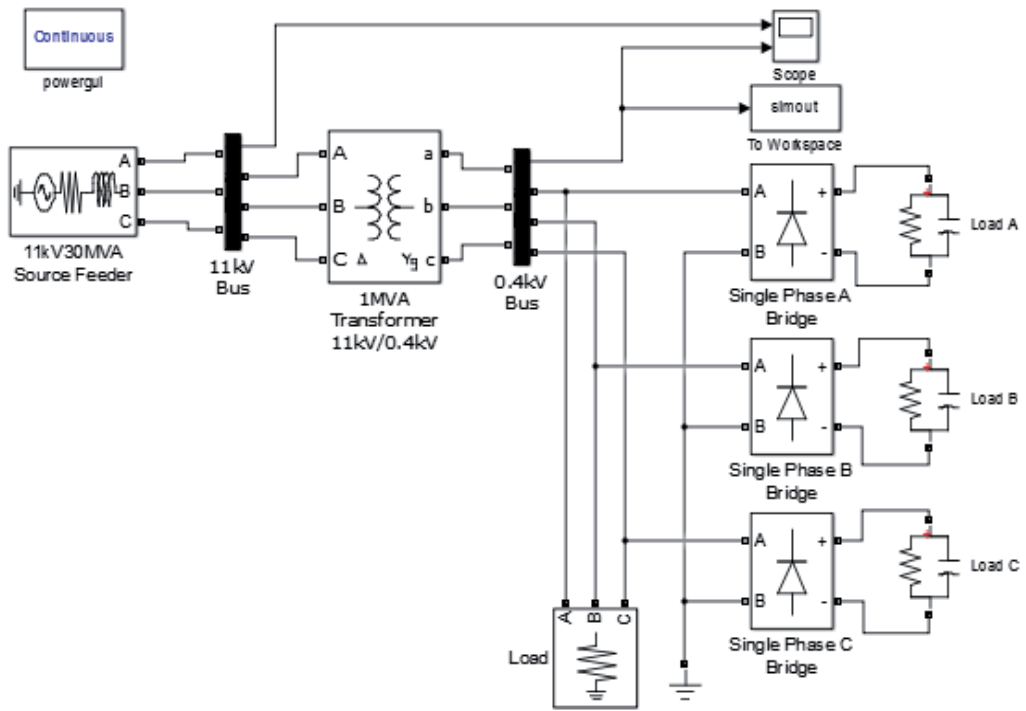 Continuous
powergui
Scope
simout
To Workspace
A
B
C
11kV30MVA
Source Feeder
11kV
Bus
A
B
C
a
b
c
Δ
Yg
1MVA
Transformer
11kV/0.4kV
0.4kV
Bus
A
B
+
-
Single Phase A
Bridge
Load A
A
B
+
-
Single Phase B
Bridge
Load B
A
B
+
-
Single Phase C
Bridge
Load C
A
B
C
Load